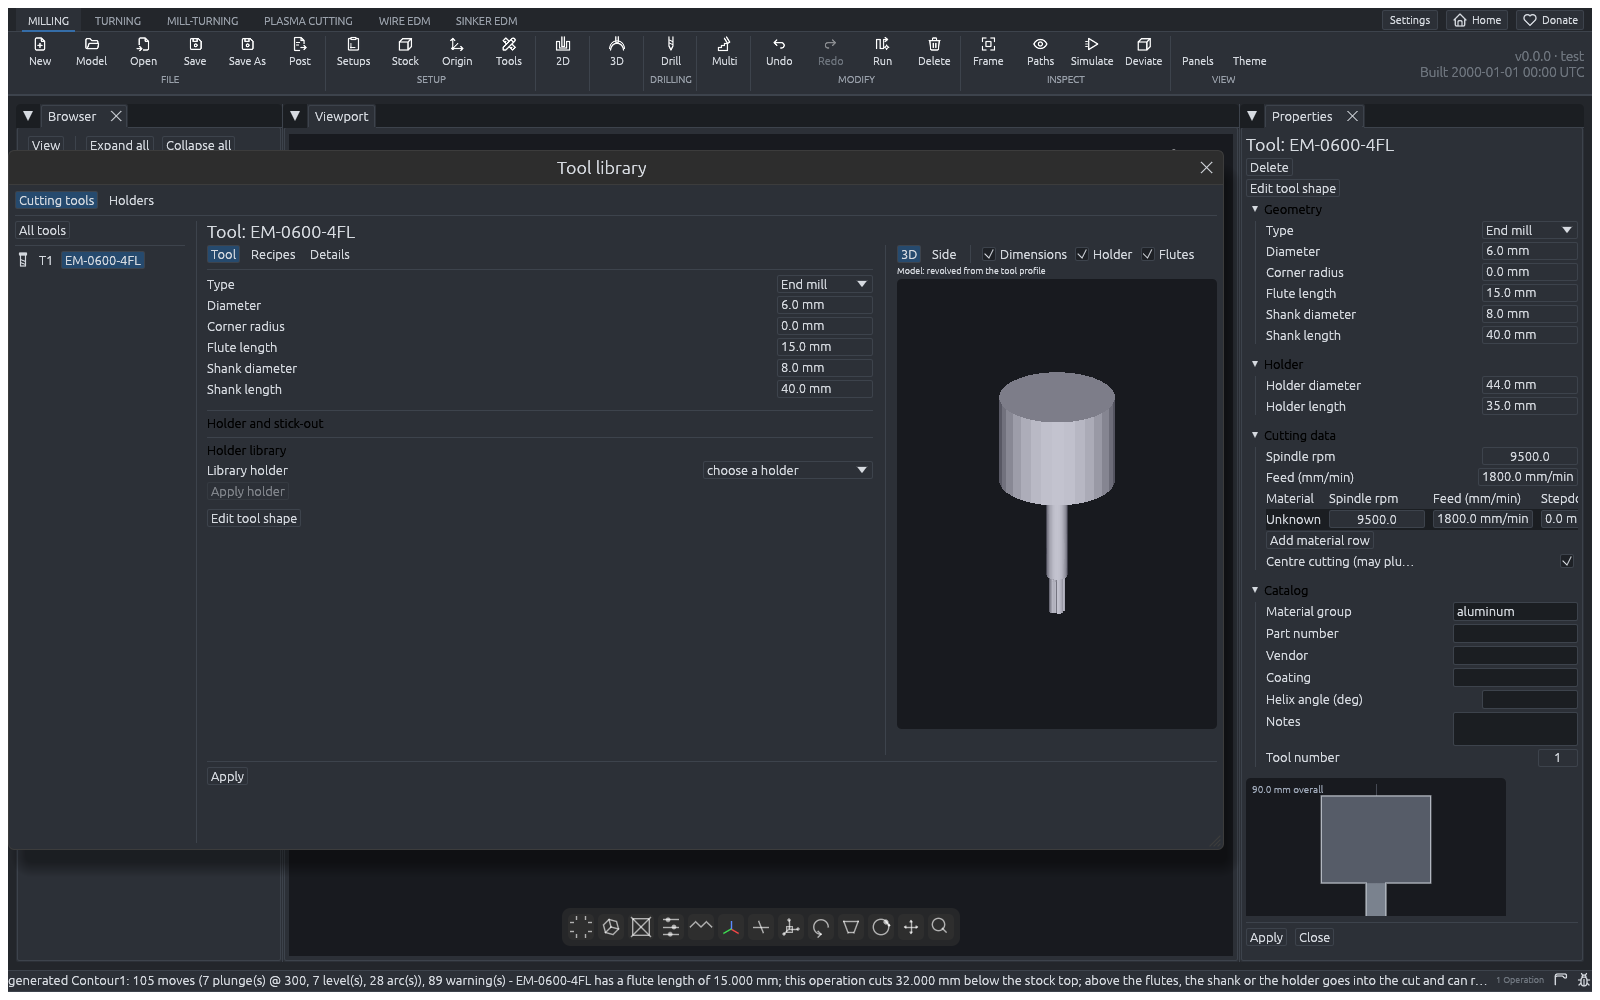 MILLING TURNING MILL-TURNING PLASMA CUTTING WIRE EDM SINKER EDM Settings Home Donate
New Model Open Save Save As Post Setups Stock Origin Tools 2D 3D Drill Multi Undo Redo Run Delete Frame Paths Simulate Deviate Panels Theme
FILE SETUP DRILLING MODIFY INSPECT VIEW
v0.0.0 · test
Built 2000-01-01 00:00 UTC
Browser Viewport Properties
View Expand all Collapse all
Tool library
Cutting tools Holders
All tools
T1 EM-0600-4FL
Tool: EM-0600-4FL
Tool Recipes Details
Type End mill
Diameter 6.0 mm
Corner radius 0.0 mm
Flute length 15.0 mm
Shank diameter 8.0 mm
Shank length 40.0 mm
Holder and stick-out
Holder library
Library holder choose a holder
Apply holder
Edit tool shape
Apply
3D Side Dimensions Holder Flutes
Model: revolved from the tool profile
Tool: EM-0600-4FL
Delete
Edit tool shape
Geometry
Type End mill
Diameter 6.0 mm
Corner radius 0.0 mm
Flute length 15.0 mm
Shank diameter 8.0 mm
Shank length 40.0 mm
Holder
Holder diameter 44.0 mm
Holder length 35.0 mm
Cutting data
Spindle rpm 9500.0
Feed (mm/min) 1800.0 mm/min
Material Spindle rpm Feed (mm/min) Stepdo
Unknown 9500.0 1800.0 mm/min 0.0 m
Add material row
Centre cutting (may plu...
Catalog
Material group aluminum
Part number
Vendor
Coating
Helix angle (deg)
Notes
Tool number 1
90.0 mm overall
Apply Close
generated Contour1: 105 moves (7 plunge(s) @ 300, 7 level(s), 28 arc(s)), 89 warning(s) - EM-0600-4FL has a flute length of 15.000 mm; this operation cuts 32.000 mm below the stock top; above the flutes, the shank or the holder goes into the cut and can r... 1 Operation